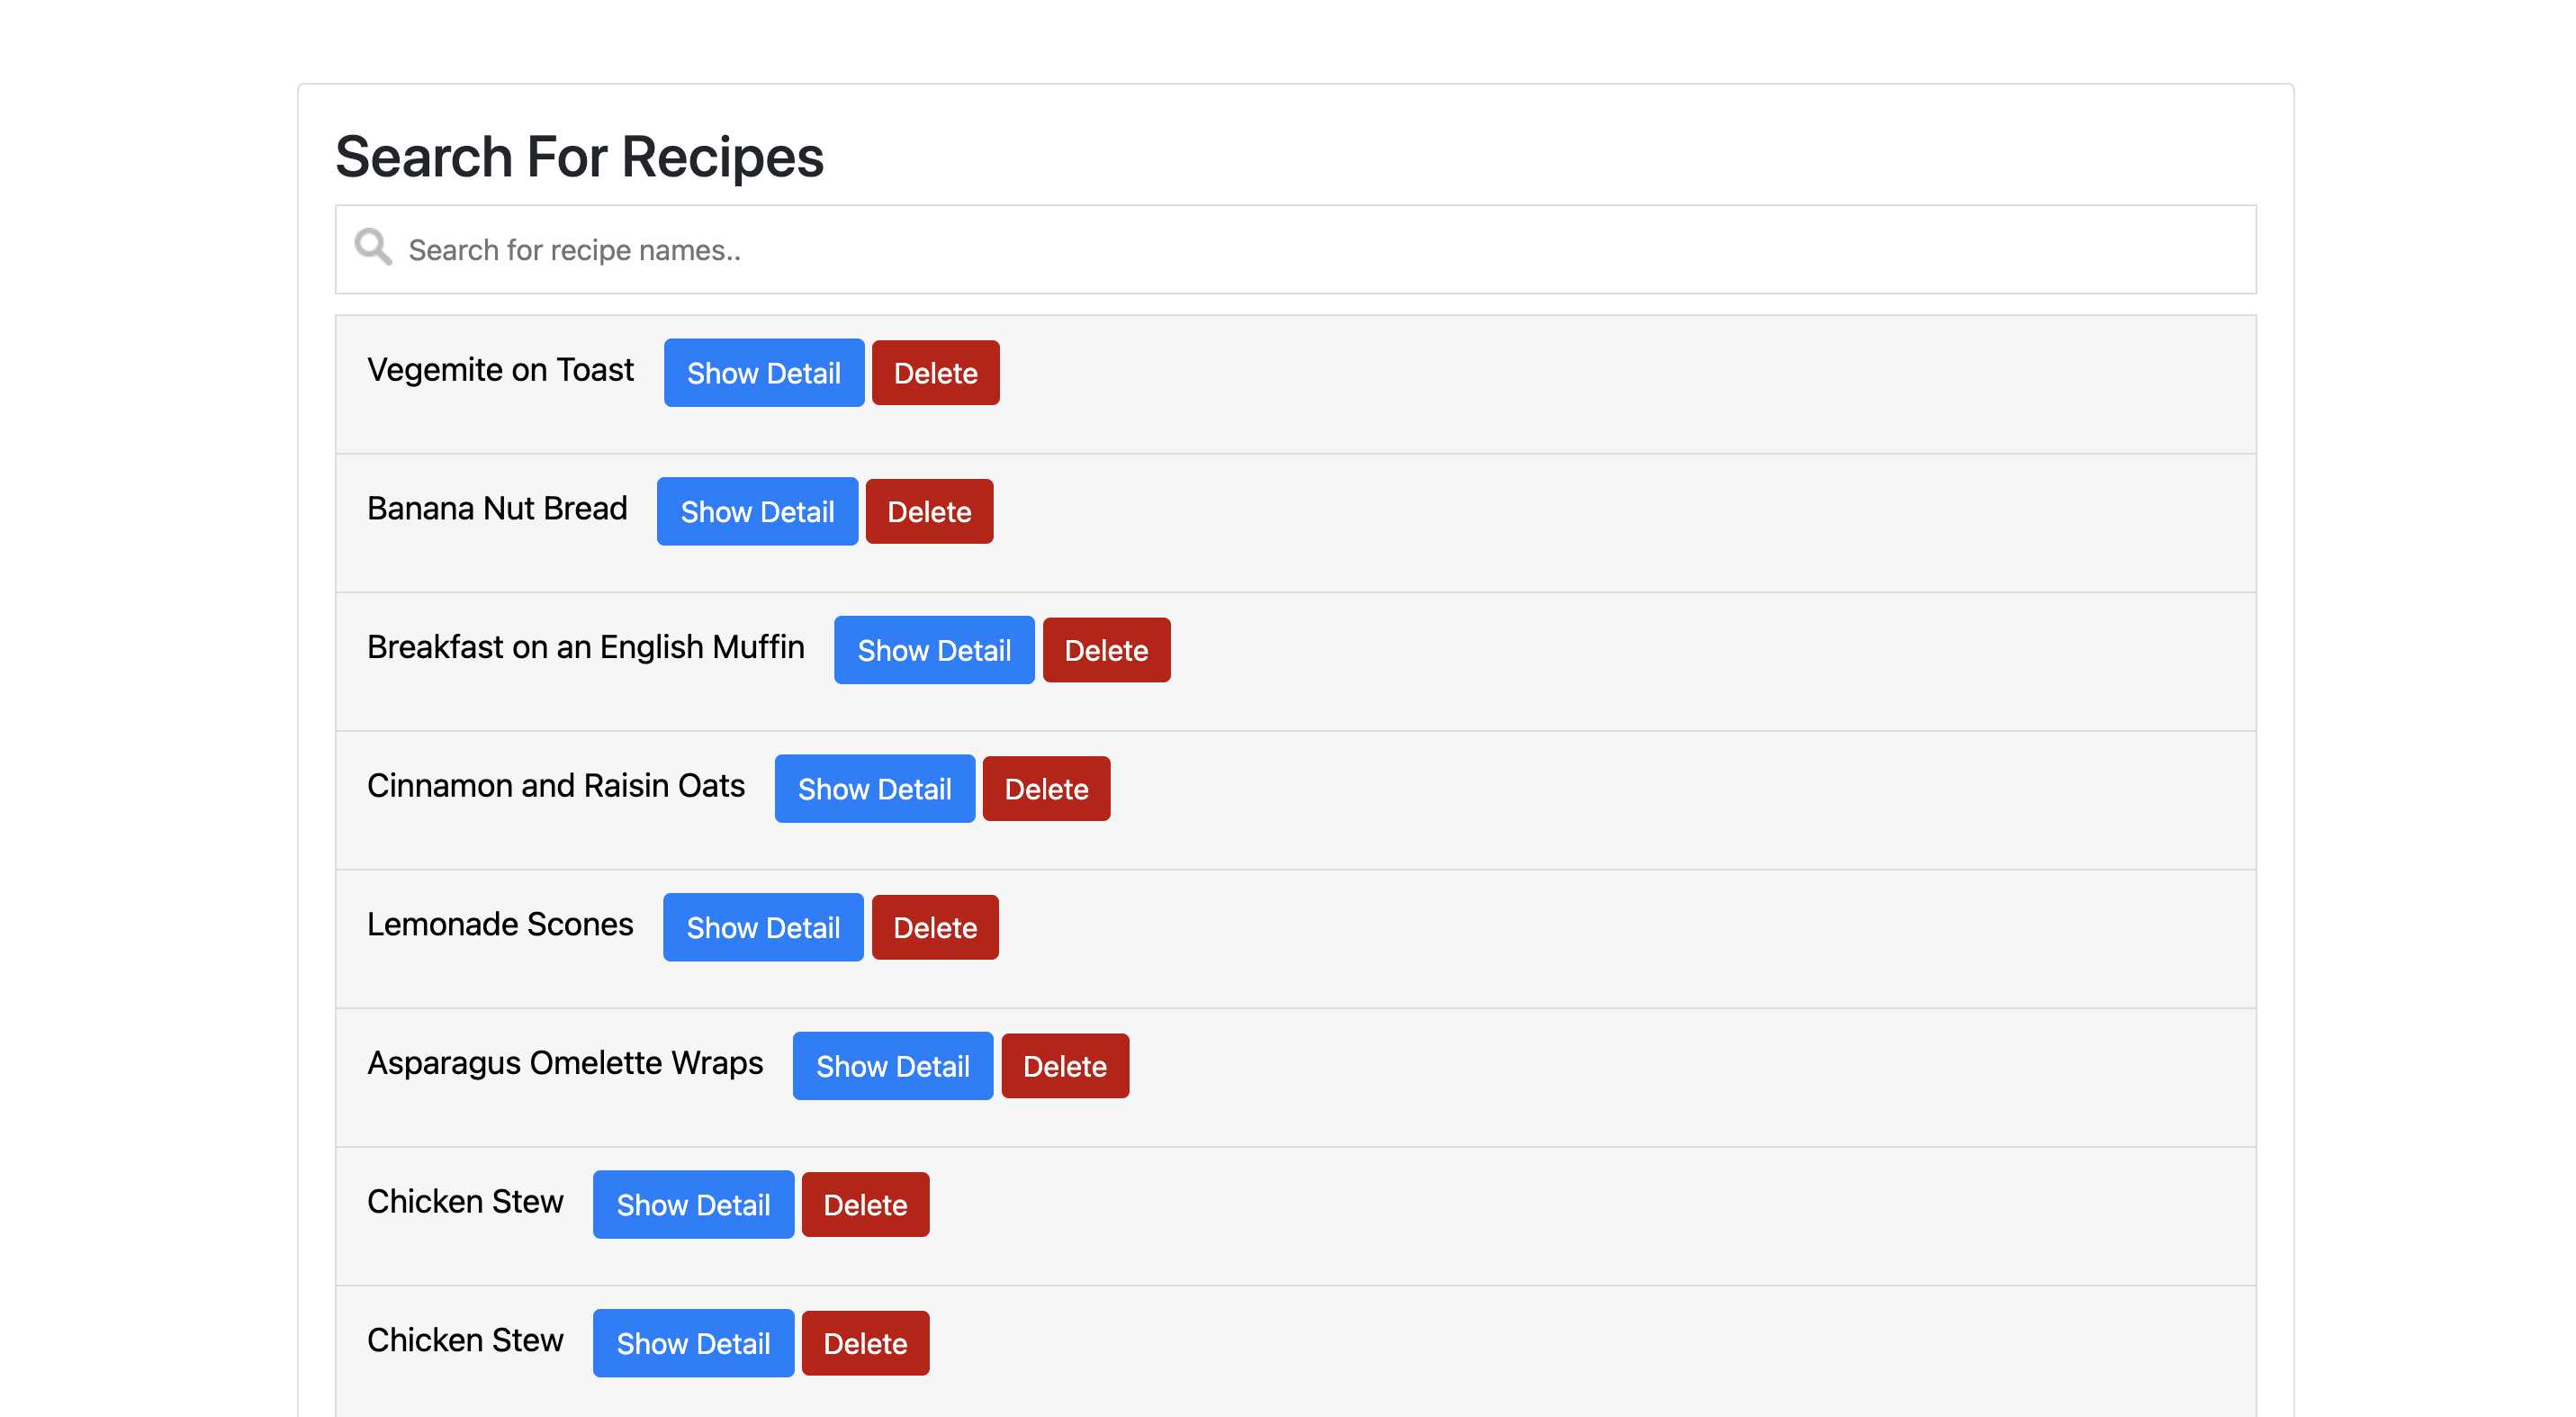 Search For Recipes
Search for recipe names..
Vegemite on Toast Show Detail Delete
Banana Nut Bread Show Detail Delete
Breakfast on an English Muffin Show Detail Delete
Cinnamon and Raisin Oats Show Detail Delete
Lemonade Scones Show Detail Delete
Asparagus Omelette Wraps Show Detail Delete
Chicken Stew Show Detail Delete
Chicken Stew Show Detail Delete